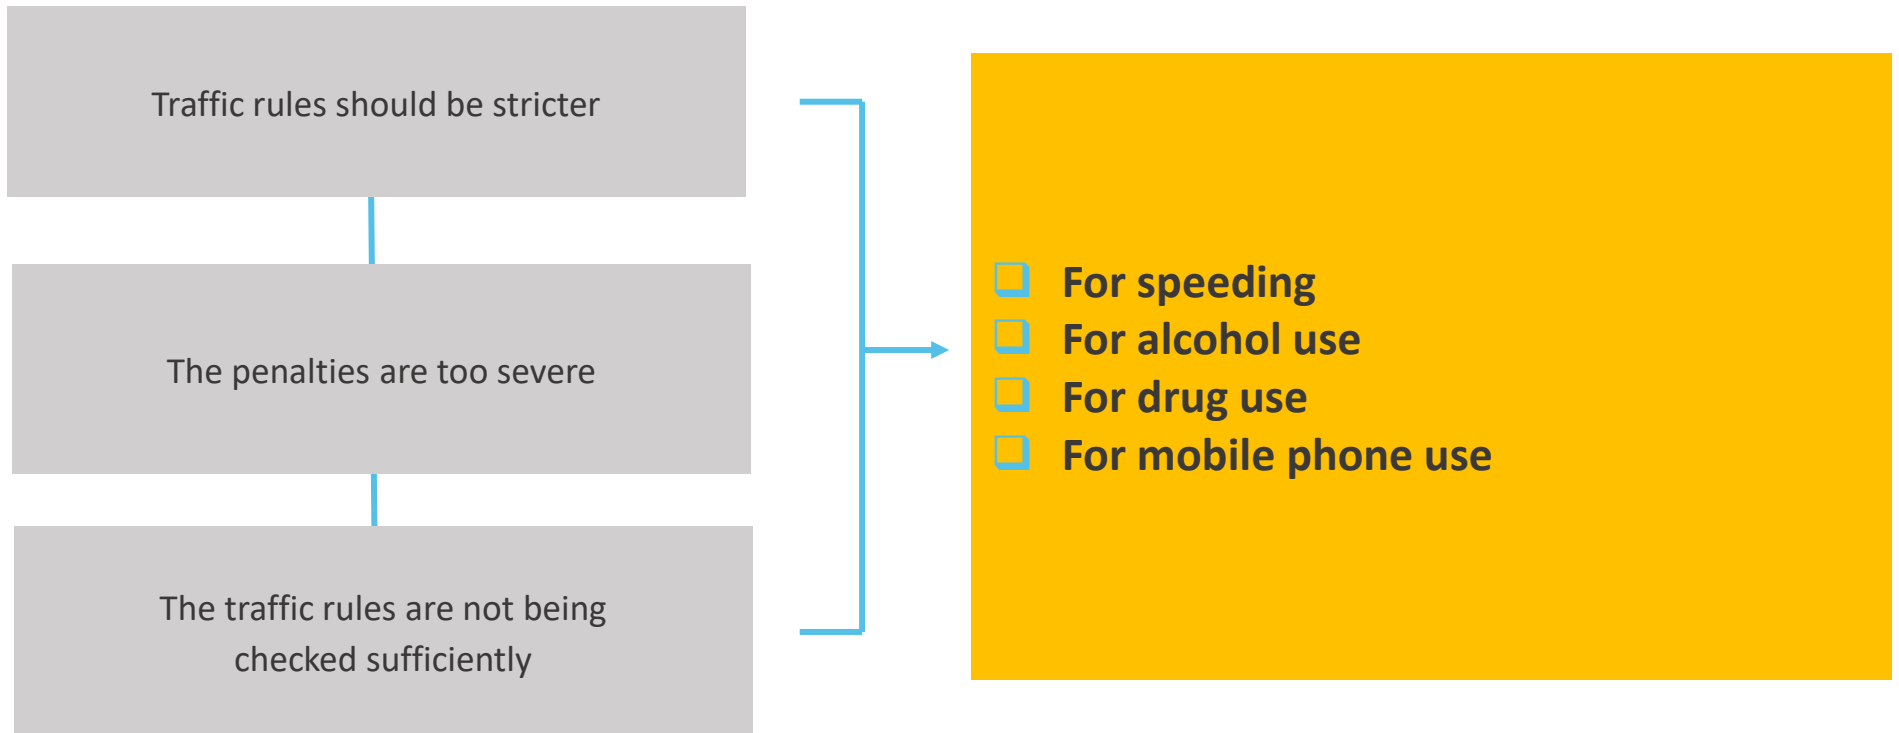 Traffic rules should be stricter
The penalties are too severe
The traffic rules are not being
checked sufficiently
For speeding
For alcohol use
For drug use
For mobile phone use